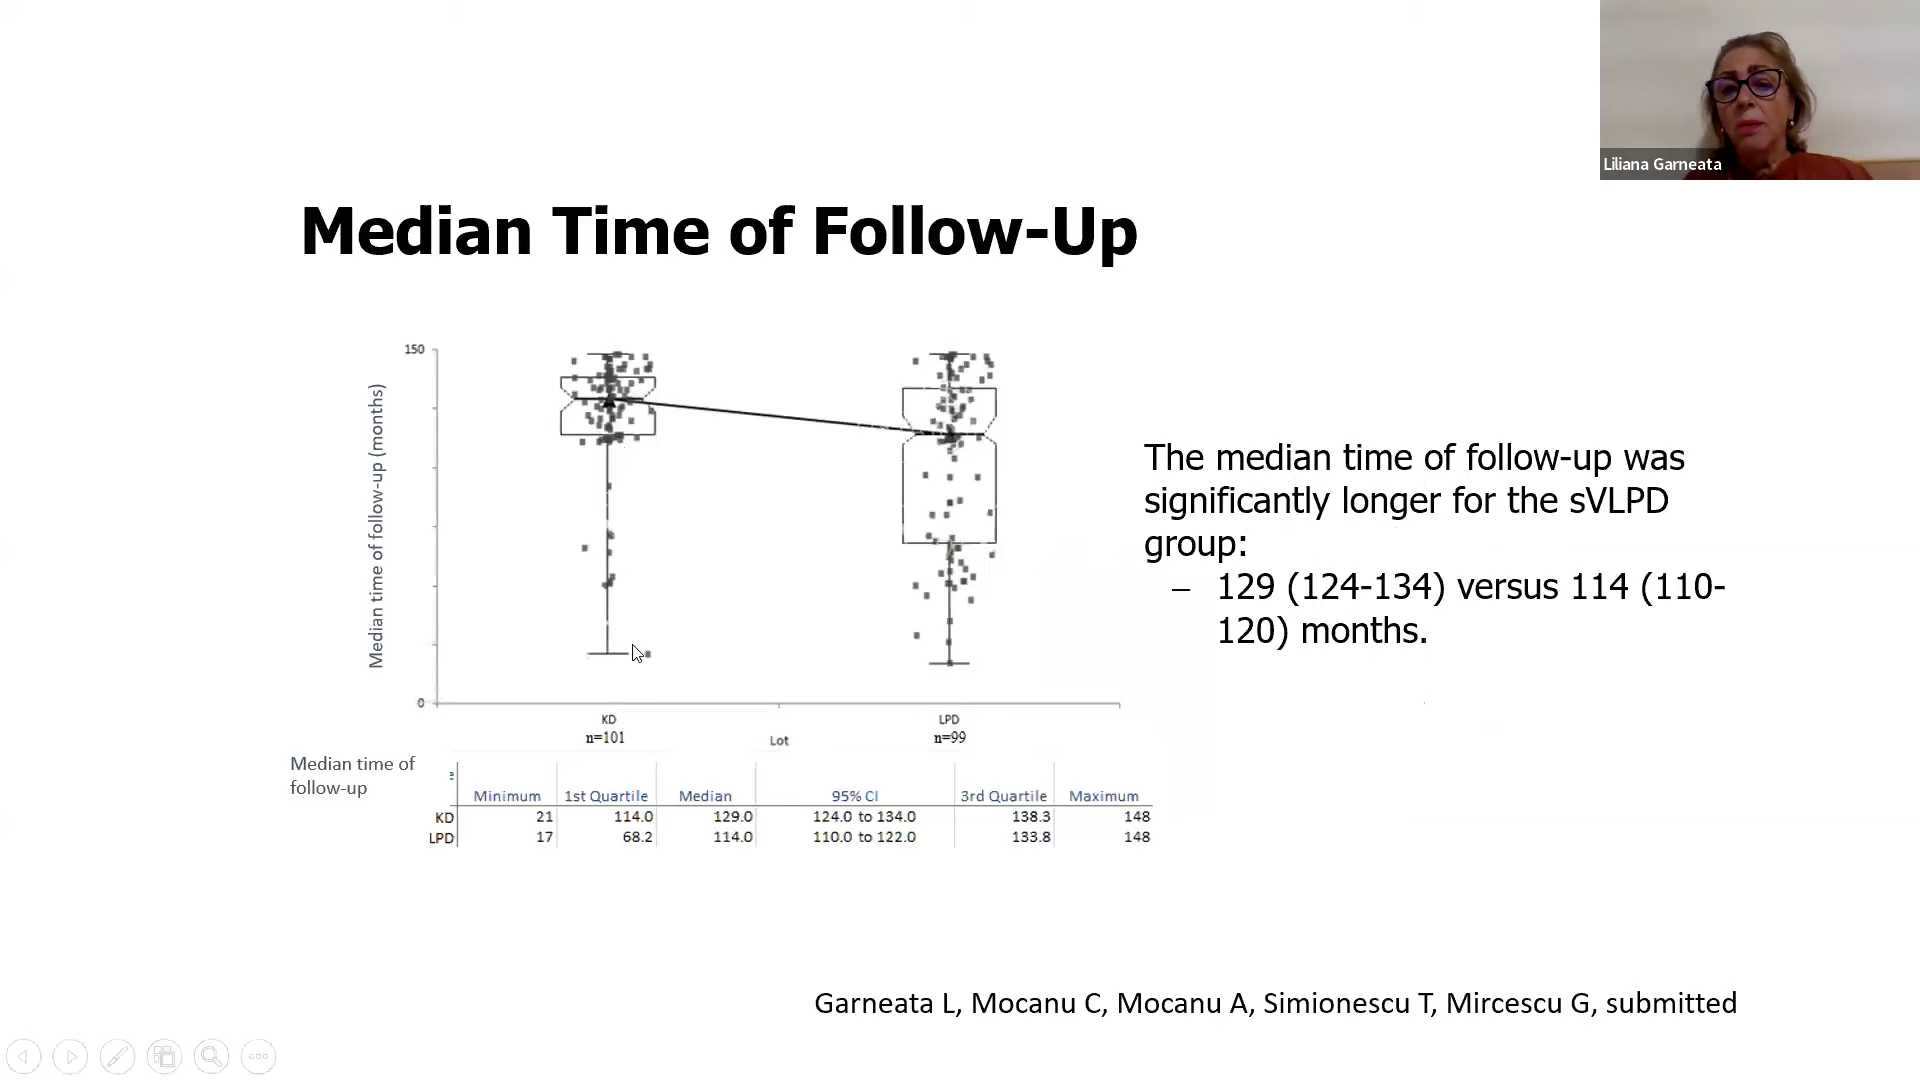 Liliana Garneata
Median Time of Follow-Up
150
Median time of follow-up (months)
0
KD
LPD
n=101
n=99
Lot
The median time of follow-up was
significantly longer for the sVLPD
group:
– 129 (124-134) versus 114 (110-
120) months.
Median time of
follow-up
Minimum 1st Quartile Median 95% CI 3rd Quartile Maximum
KD 21 114.0 129.0 124.0 to 134.0 138.3 148
LPD 17 68.2 114.0 110.0 to 122.0 133.8 148
Garneata L, Mocanu C, Mocanu A, Simionescu T, Mircescu G, submitted